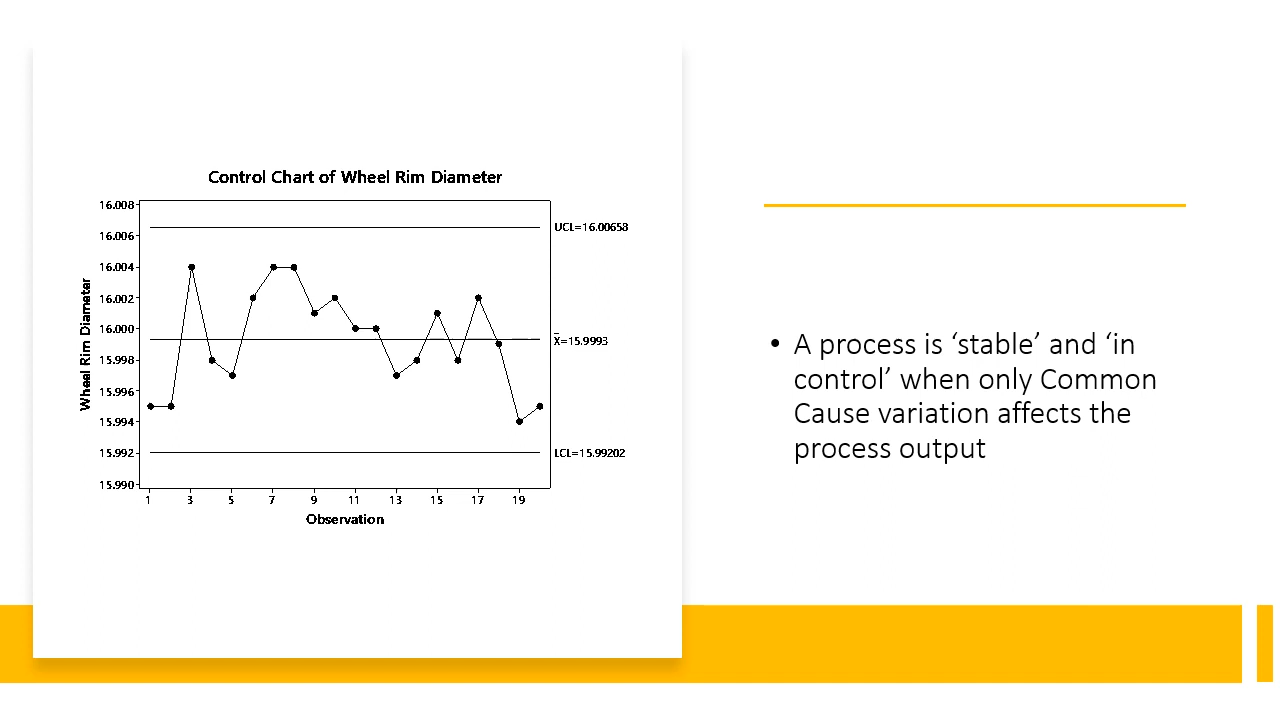 Control Chart of Wheel Rim Diameter
16.008
16.006
16.004
16.002
16.000
15.998
15.996
15.994
15.992
15.990
Wheel Rim Diameter
UCL=16.00658
X̅=15.9993
LCL=15.99202
1 3 5 7 9 11 13 15 17 19
Observation
• A process is ‘stable’ and ‘in
control’ when only Common
Cause variation affects the
process output